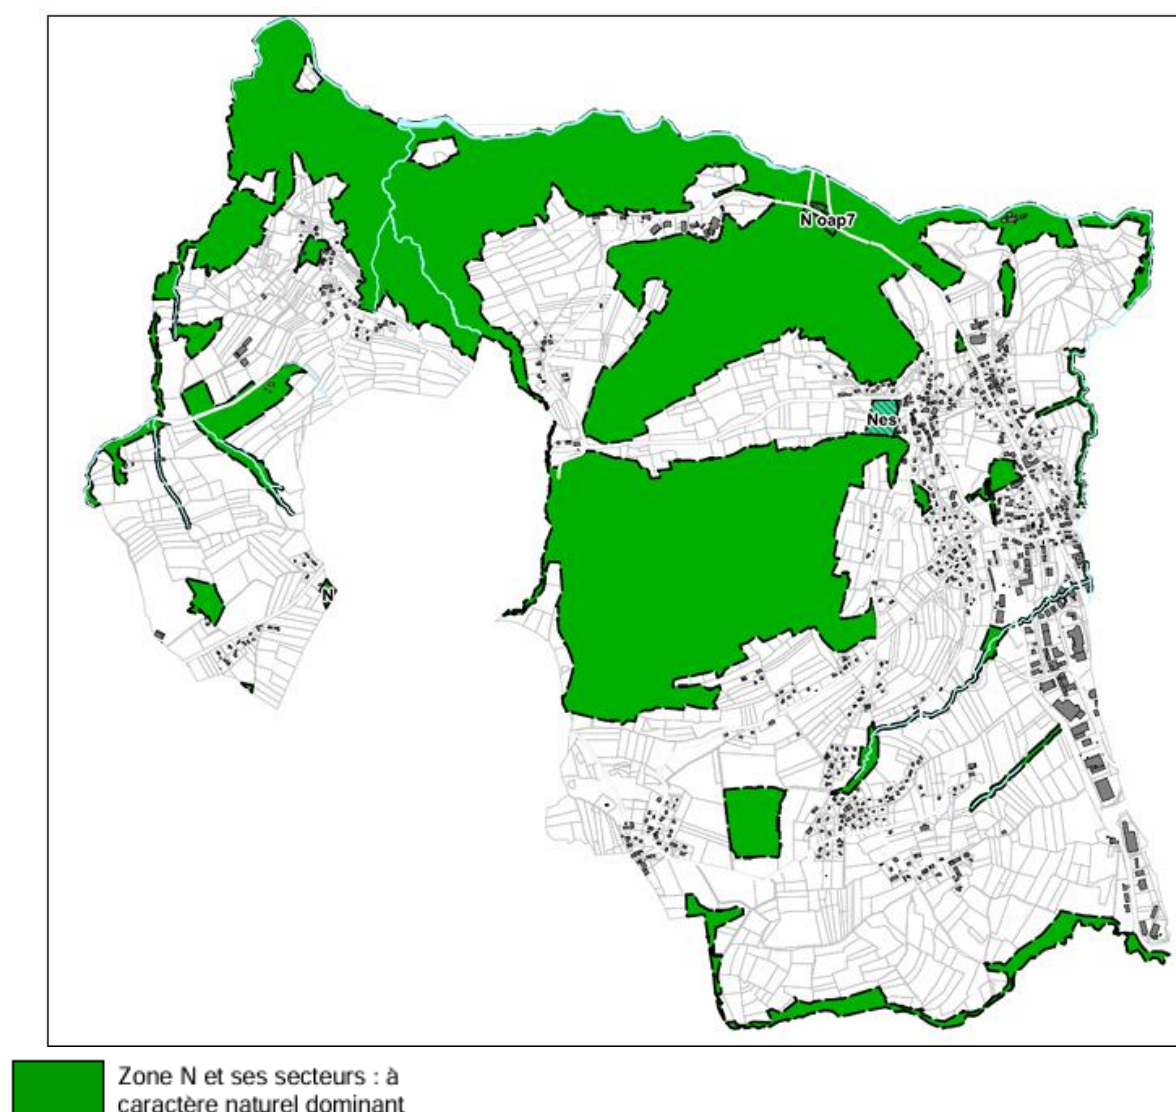 N oap7
Nes
N
Zone N et ses secteurs : à
caractère naturel dominant